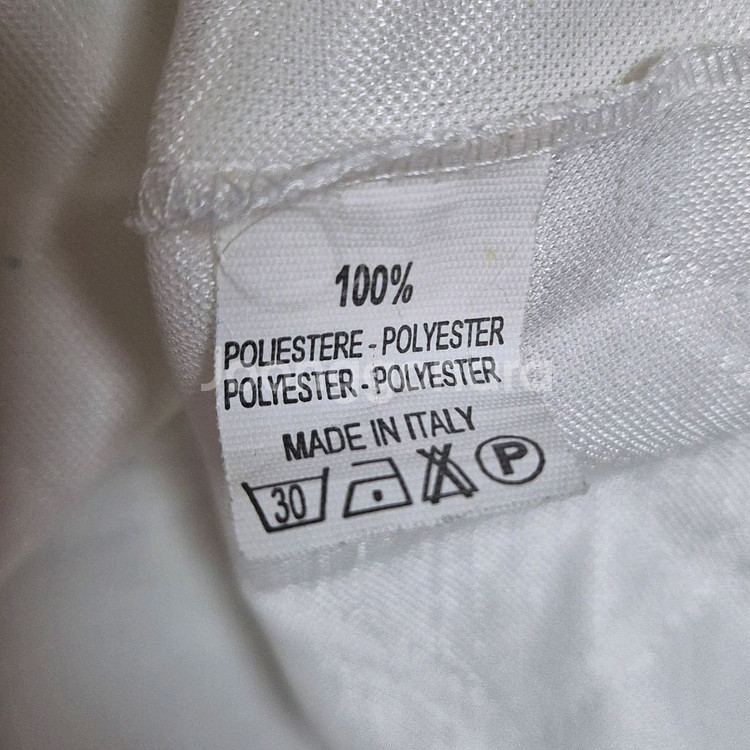 100%
POLIESTERE - POLYESTER
POLYESTER - POLYESTER
MADE IN ITALY
30
P